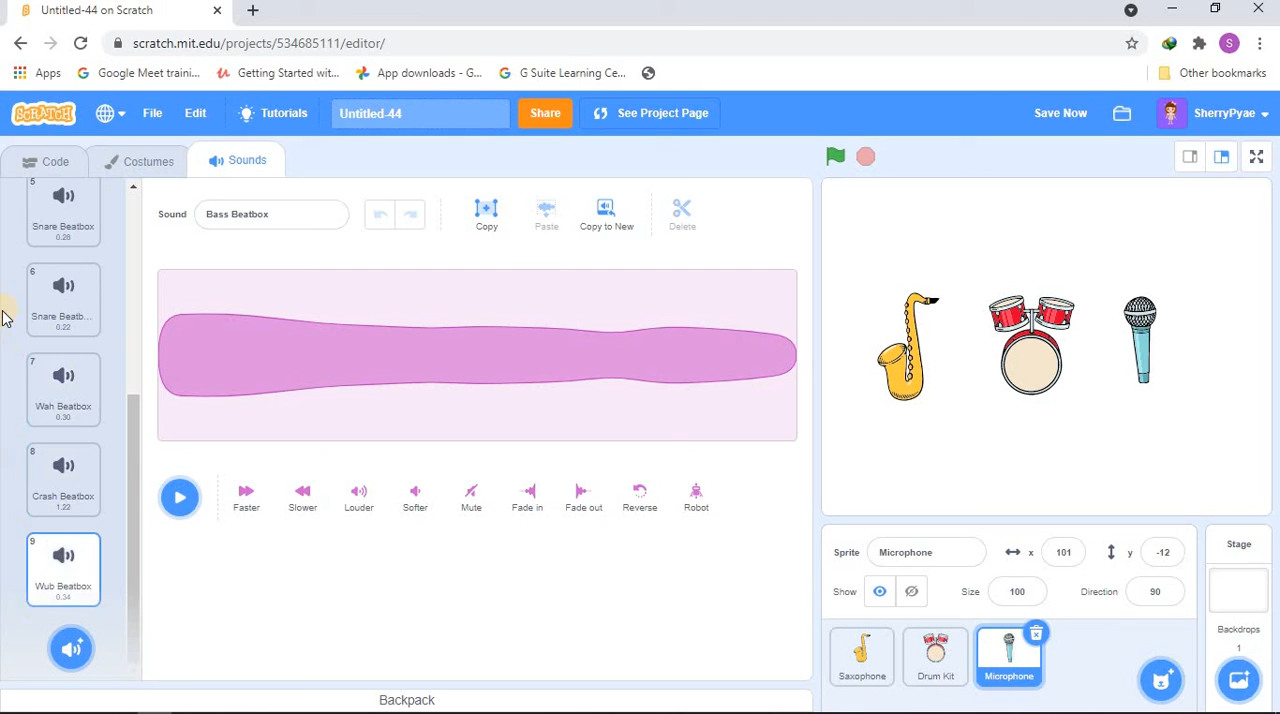 Untitled-44 on Scratch
scratch.mit.edu/projects/534685111/editor/
S
Apps
Google Meet traini...
Getting Started wit...
App downloads - G...
G Suite Learning Ce...
Other bookmarks
SCRATCH
File
Edit
Tutorials
Untitled-44
Share
See Project Page
Save Now
SherryPyae
Code
Costumes
Sounds
5
Snare Beatbox
0.28
6
Snare Beatb...
0.22
7
Wah Beatbox
0.30
8
Crash Beatbox
1.22
9
Wub Beatbox
0.34
Sound
Bass Beatbox
Copy
Paste
Copy to New
Delete
Faster
Slower
Louder
Softer
Mute
Fade in
Fade out
Reverse
Robot
Sprite
Microphone
x
101
y
-12
Show
Size
100
Direction
90
Saxophone
Drum Kit
Microphone
Stage
Backdrops
1
Backpack